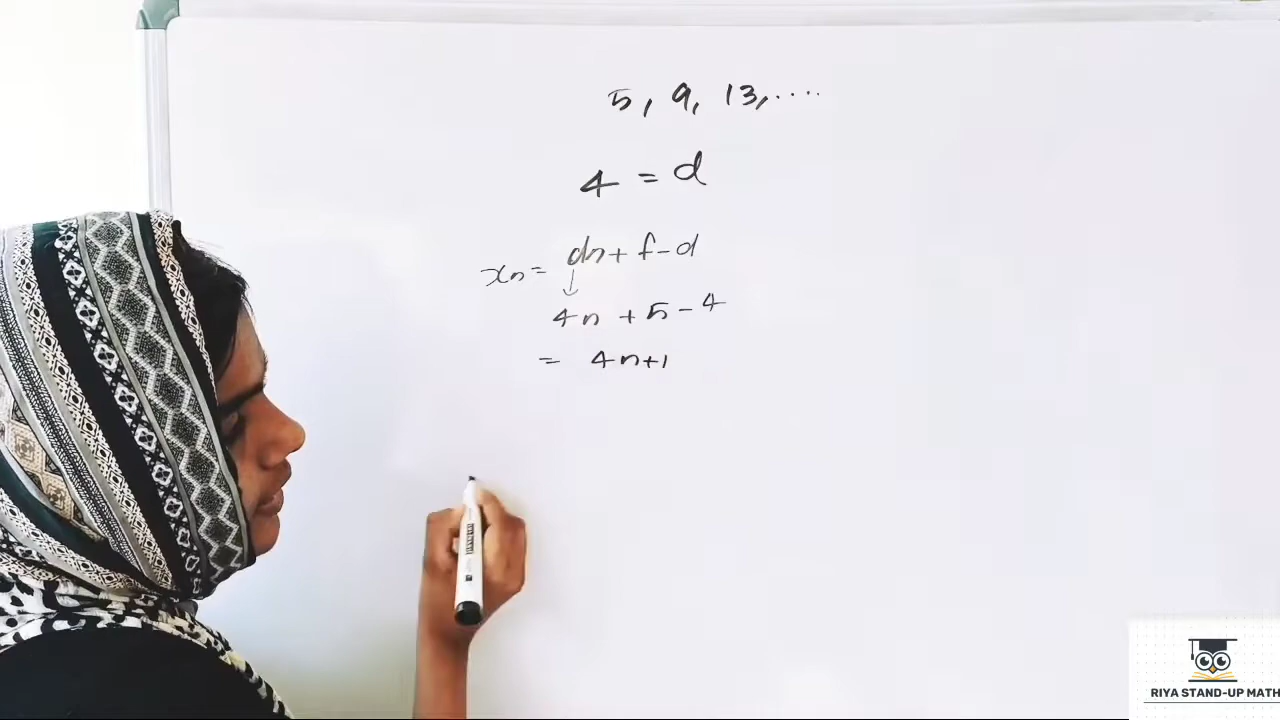 5, 9, 13, ....
4 = d
xn = dn + f - d
↓
4n + 5 - 4
= 4n+1
RIYA STAND-UP MATH